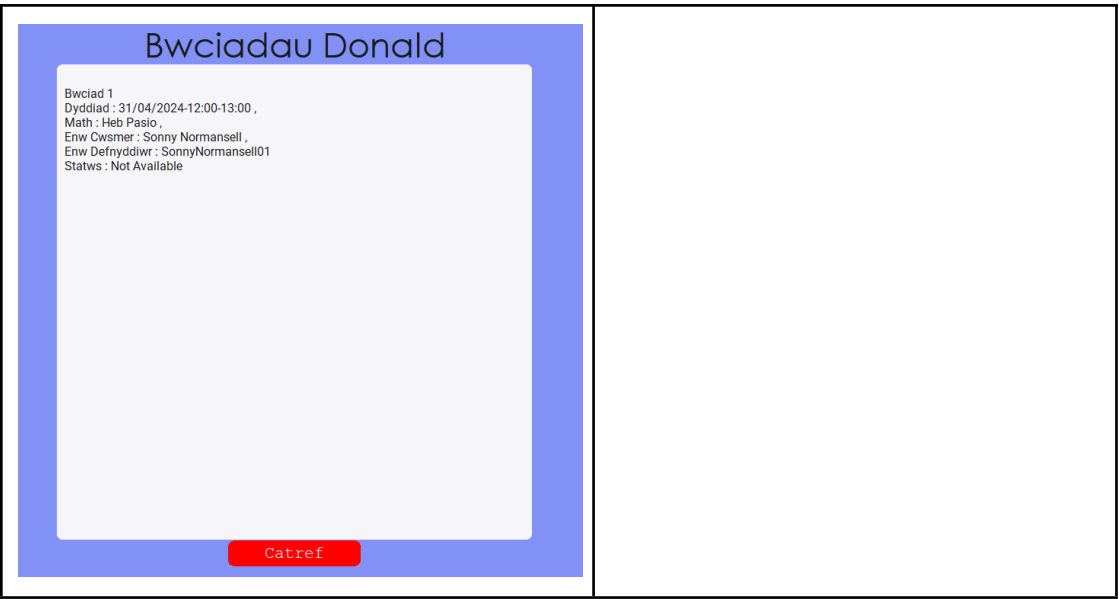 Bwciadau Donald
Bwciad 1
Dyddiad : 31/04/2024-12:00-13:00 ,
Math : Heb Pasio ,
Enw Cwsmer : Sonny Normansell ,
Enw Defnyddiwr : SonnyNormansell01
Statws : Not Available
Catref